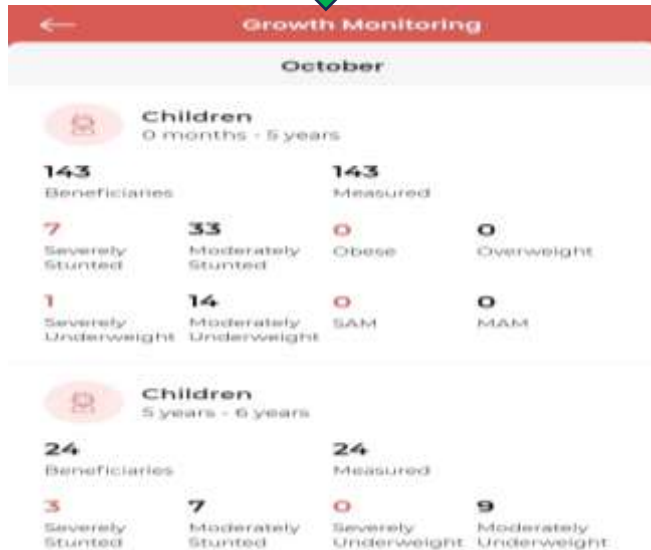 Growth Monitoring
October
Children
0 months - 5 years
143 143
Beneficiaries Measured
7 33 0 0
Severely Stunted Moderately Stunted Obese Overweight
1 14 0 0
Severely Underweight Moderately Underweight SAM MAM
Children
5 years - 6 years
24 24
Beneficiaries Measured
3 7 0 9
Severely Stunted Moderately Stunted Severely Underweight Moderately Underweight